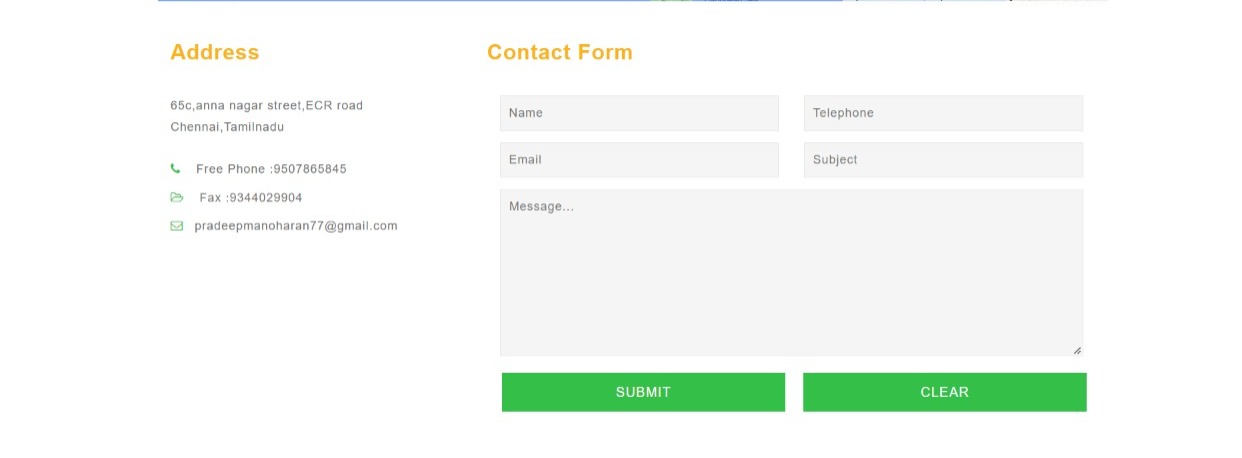 Address
65c,anna nagar street,ECR road
Chennai,Tamilnadu
Free Phone :9507865845
Fax :9344029904
pradeepmanoharan77@gmail.com
Contact Form
Name
Telephone
Email
Subject
Message...
SUBMIT
CLEAR